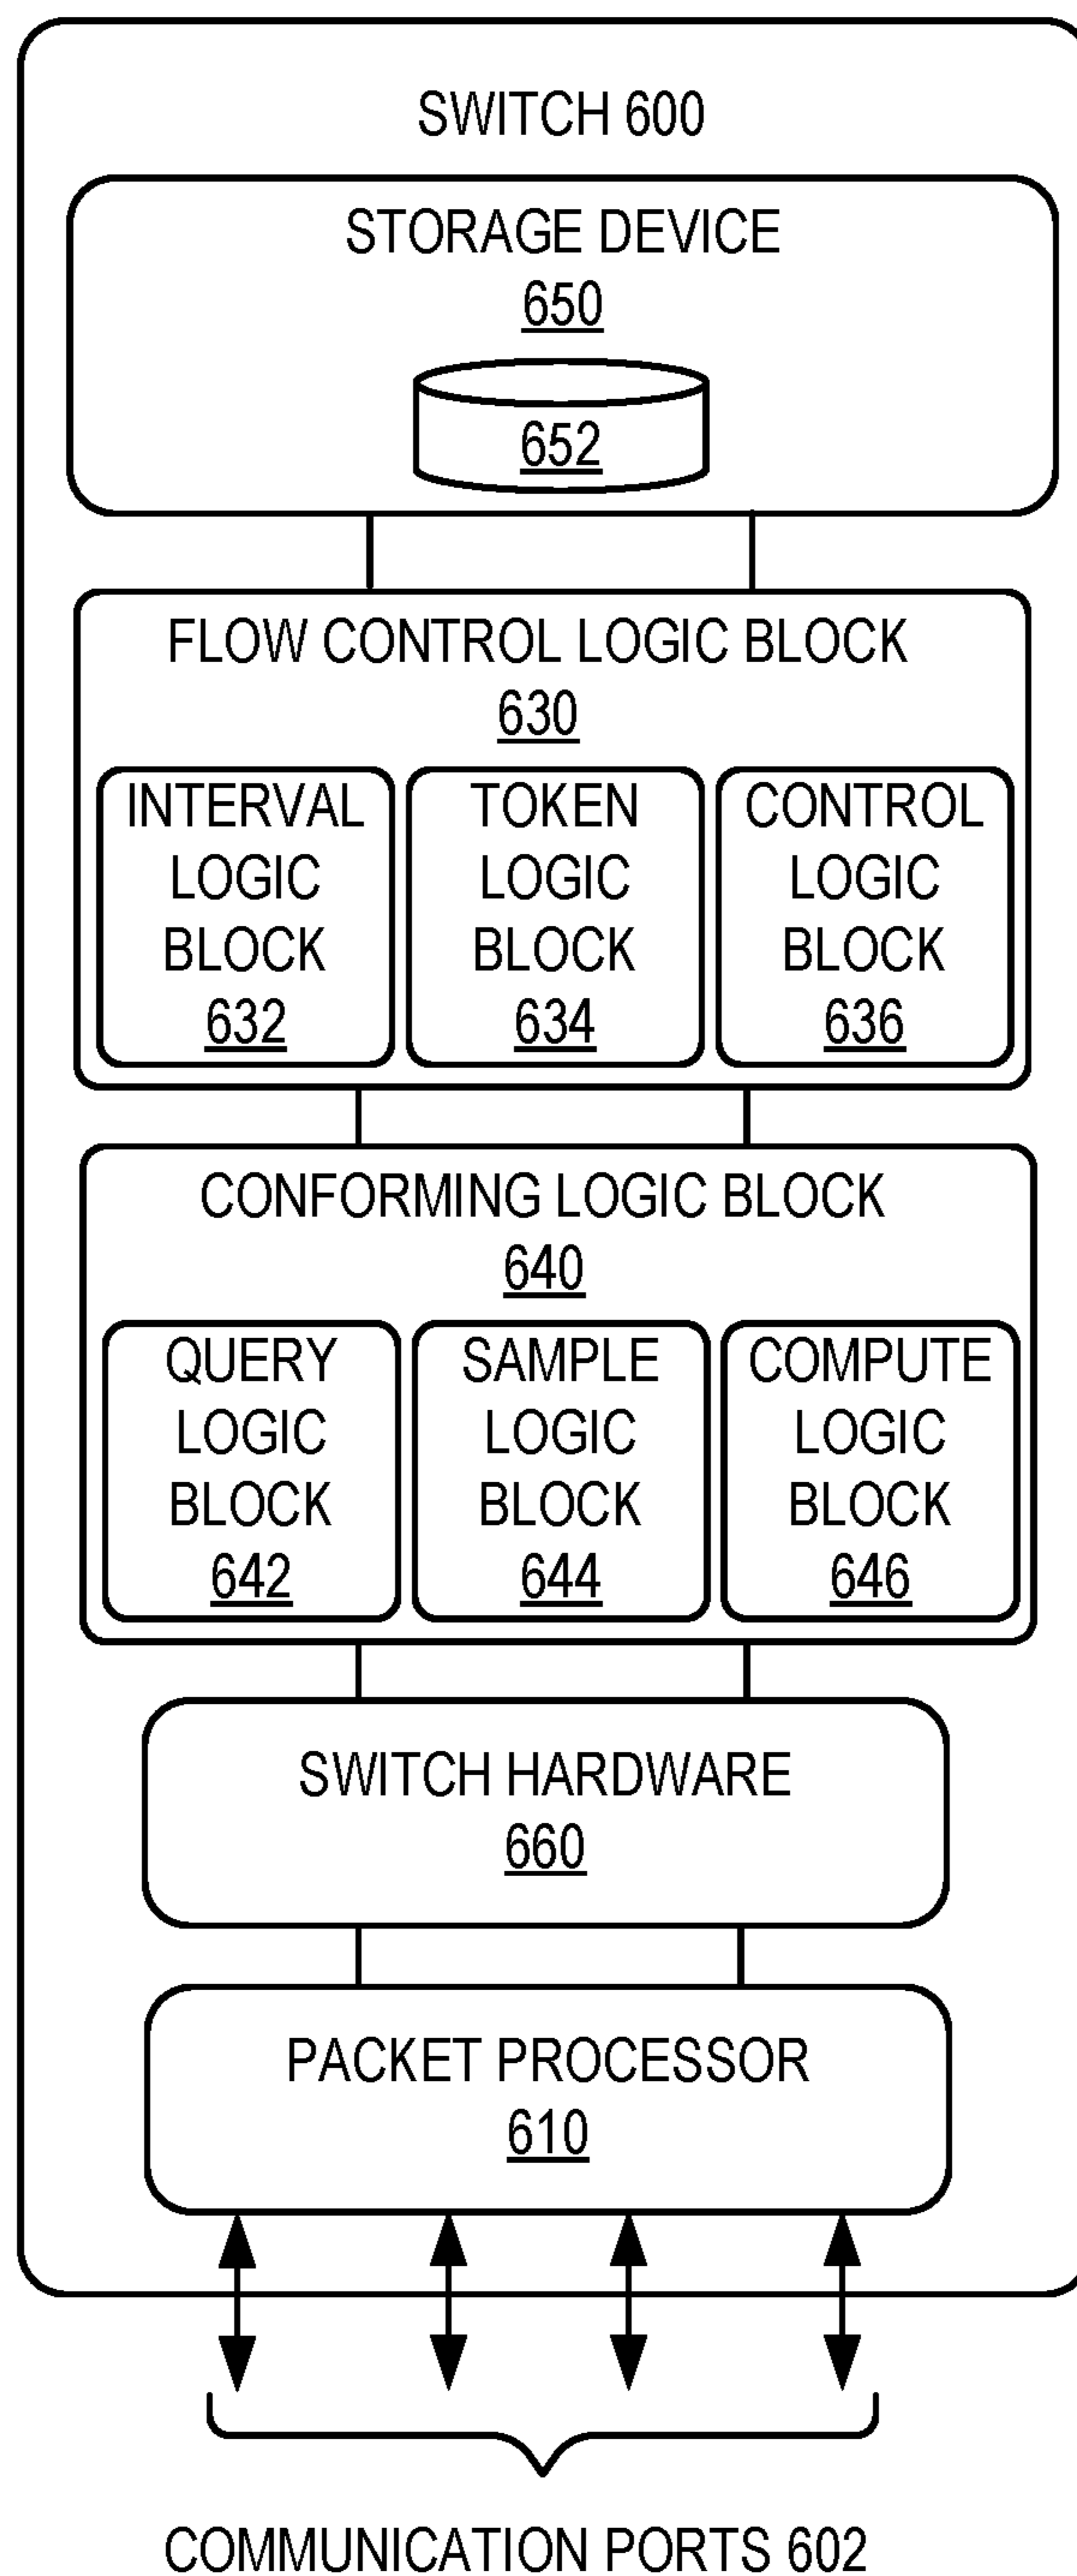 SWITCH 600
STORAGE DEVICE
650
652
FLOW CONTROL LOGIC BLOCK
630
INTERVAL
LOGIC
BLOCK
632
TOKEN
LOGIC
BLOCK
634
CONTROL
LOGIC
BLOCK
636
CONFORMING LOGIC BLOCK
640
QUERY
LOGIC
BLOCK
642
SAMPLE
LOGIC
BLOCK
644
COMPUTE
LOGIC
BLOCK
646
SWITCH HARDWARE
660
PACKET PROCESSOR
610
COMMUNICATION PORTS 602